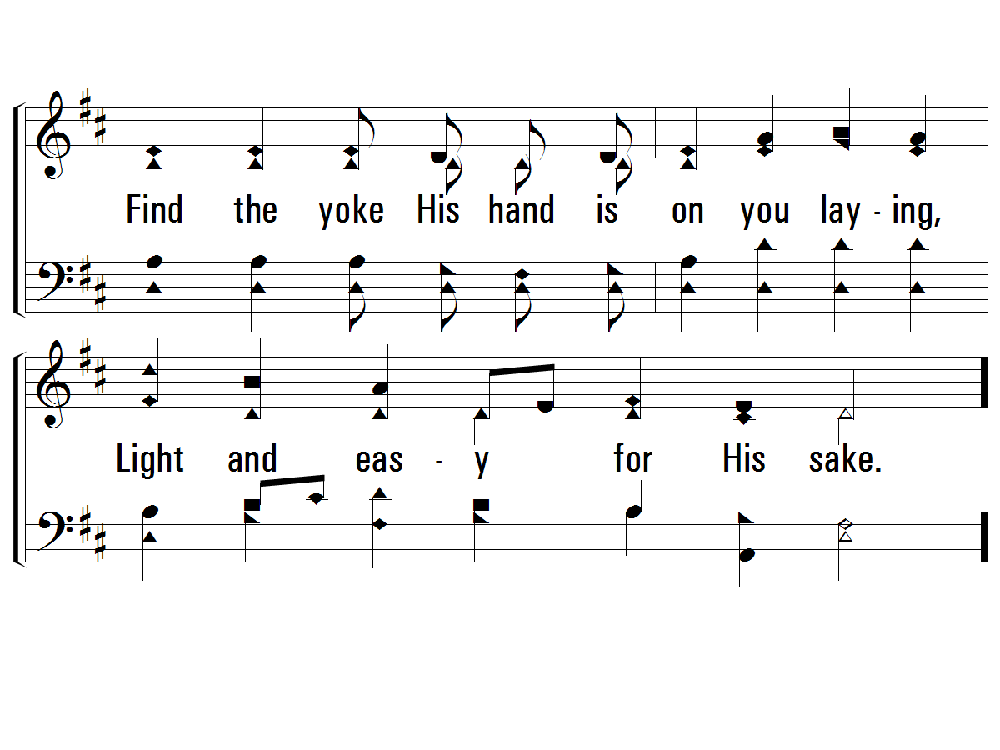 Find the yoke His hand is on you lay - ing,
Light and eas - y for His sake.